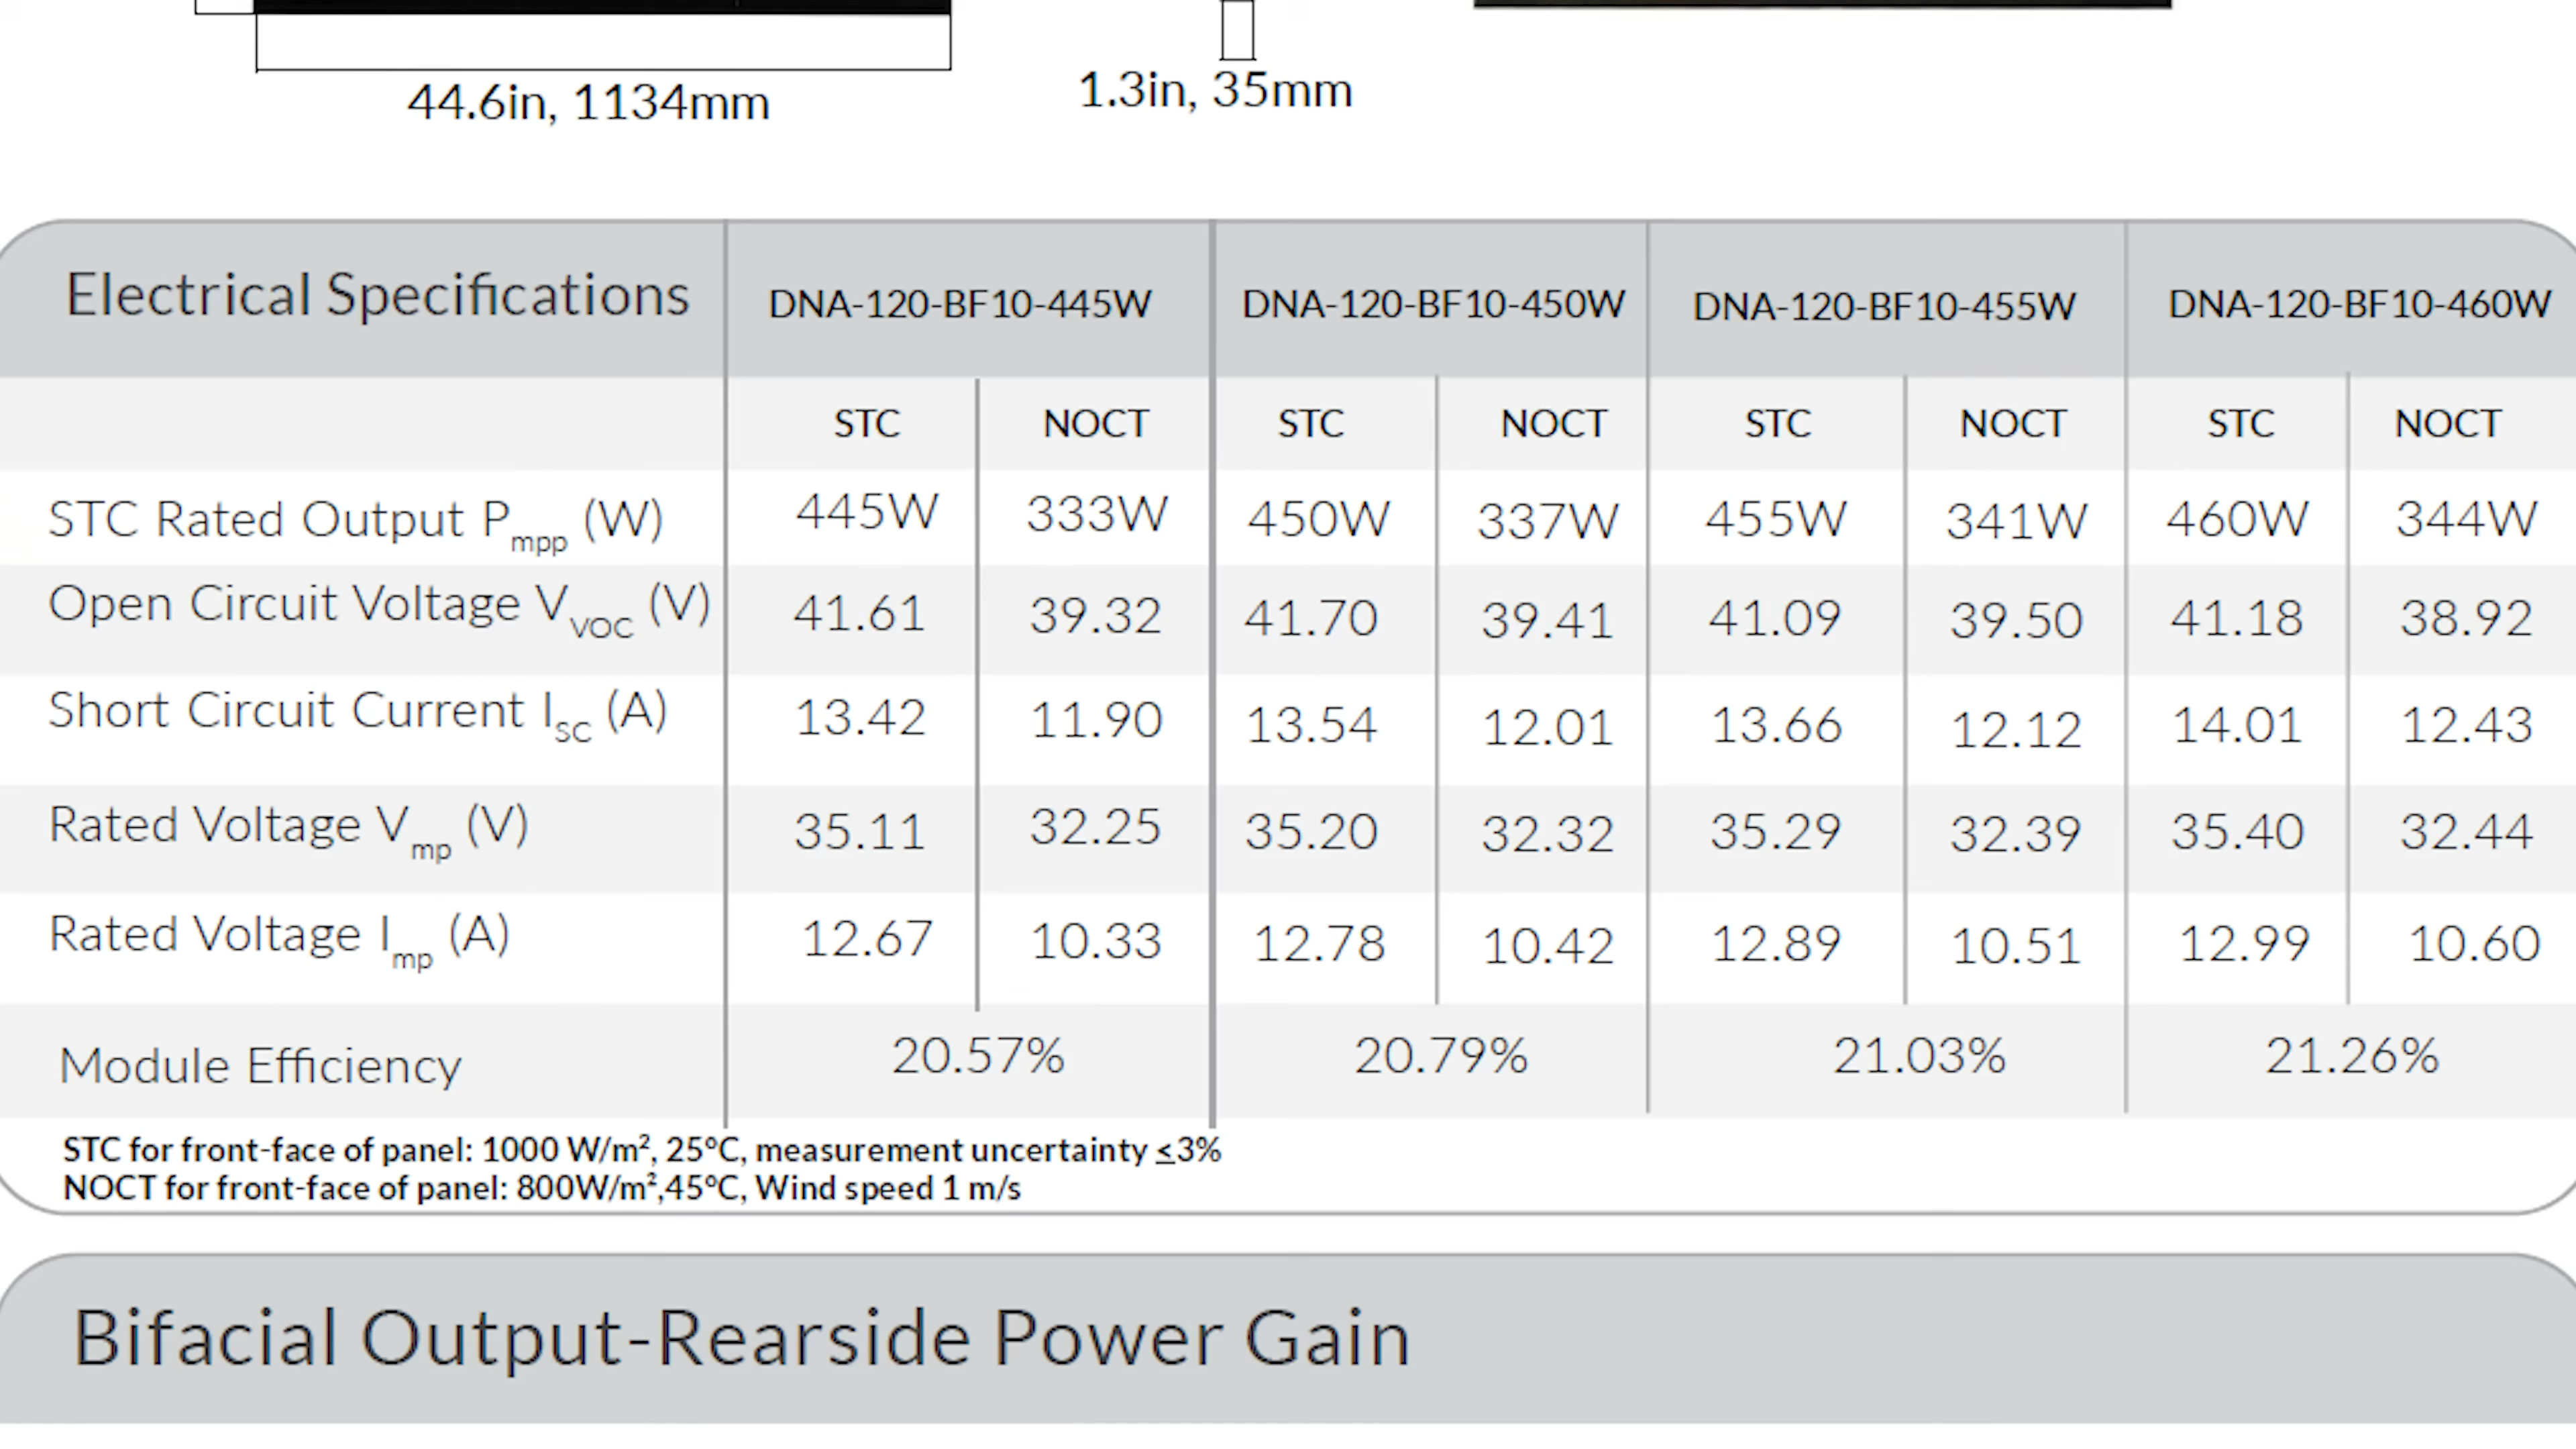 44.6in, 1134mm
1.3in, 35mm
Electrical Specifications DNA-120-BF10-445W DNA-120-BF10-450W DNA-120-BF10-455W DNA-120-BF10-460W
STC NOCT STC NOCT STC NOCT STC NOCT
STC Rated Output Pmpp (W) 445W 333W 450W 337W 455W 341W 460W 344W
Open Circuit Voltage VVOC (V) 41.61 39.32 41.70 39.41 41.09 39.50 41.18 38.92
Short Circuit Current ISC (A) 13.42 11.90 13.54 12.01 13.66 12.12 14.01 12.43
Rated Voltage Vmp (V) 35.11 32.25 35.20 32.32 35.29 32.39 35.40 32.44
Rated Voltage Imp (A) 12.67 10.33 12.78 10.42 12.89 10.51 12.99 10.60
Module Efficiency 20.57% 20.79% 21.03% 21.26%
STC for front-face of panel: 1000 W/m², 25°C, measurement uncertainty ≤3%
NOCT for front-face of panel: 800W/m²,45°C, Wind speed 1 m/s
Bifacial Output-Rearside Power Gain